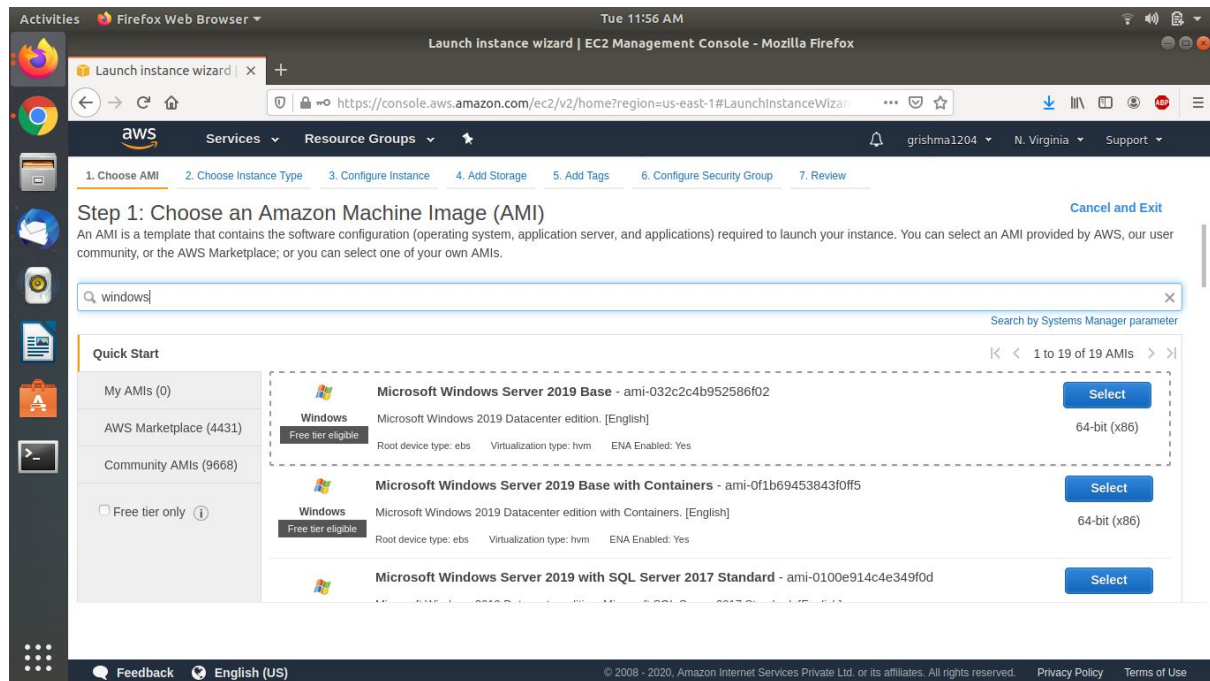 Activities Firefox Web Browser Tue 11:56 AM
Launch instance wizard | EC2 Management Console - Mozilla Firefox
Launch instance wizard |
https://console.aws.amazon.com/ec2/v2/home?region=us-east-1#LaunchInstanceWizar
ABP
aws Services Resource Groups grishma1204 N. Virginia Support
1. Choose AMI 2. Choose Instance Type 3. Configure Instance 4. Add Storage 5. Add Tags 6. Configure Security Group 7. Review
Step 1: Choose an Amazon Machine Image (AMI)
Cancel and Exit
An AMI is a template that contains the software configuration (operating system, application server, and applications) required to launch your instance. You can select an AMI provided by AWS, our user
community, or the AWS Marketplace; or you can select one of your own AMIs.
windows
Search by Systems Manager parameter
Quick Start
1 to 19 of 19 AMIs
My AMIs (0)
AWS Marketplace (4431)
Community AMIs (9668)
Free tier only
Windows
Free tier eligible
Microsoft Windows Server 2019 Base - ami-032c2c4b952586f02
Microsoft Windows 2019 Datacenter edition. [English]
Root device type: ebs Virtualization type: hvm ENA Enabled: Yes
Select
64-bit (x86)
Windows
Free tier eligible
Microsoft Windows Server 2019 Base with Containers - ami-0f1b69453843f0ff5
Microsoft Windows 2019 Datacenter edition with Containers. [English]
Root device type: ebs Virtualization type: hvm ENA Enabled: Yes
Select
64-bit (x86)
Microsoft Windows Server 2019 with SQL Server 2017 Standard - ami-0100e914c4e349f0d
Select
Feedback English (US) © 2008 - 2020, Amazon Internet Services Private Ltd. or its affiliates. All rights reserved. Privacy Policy Terms of Use